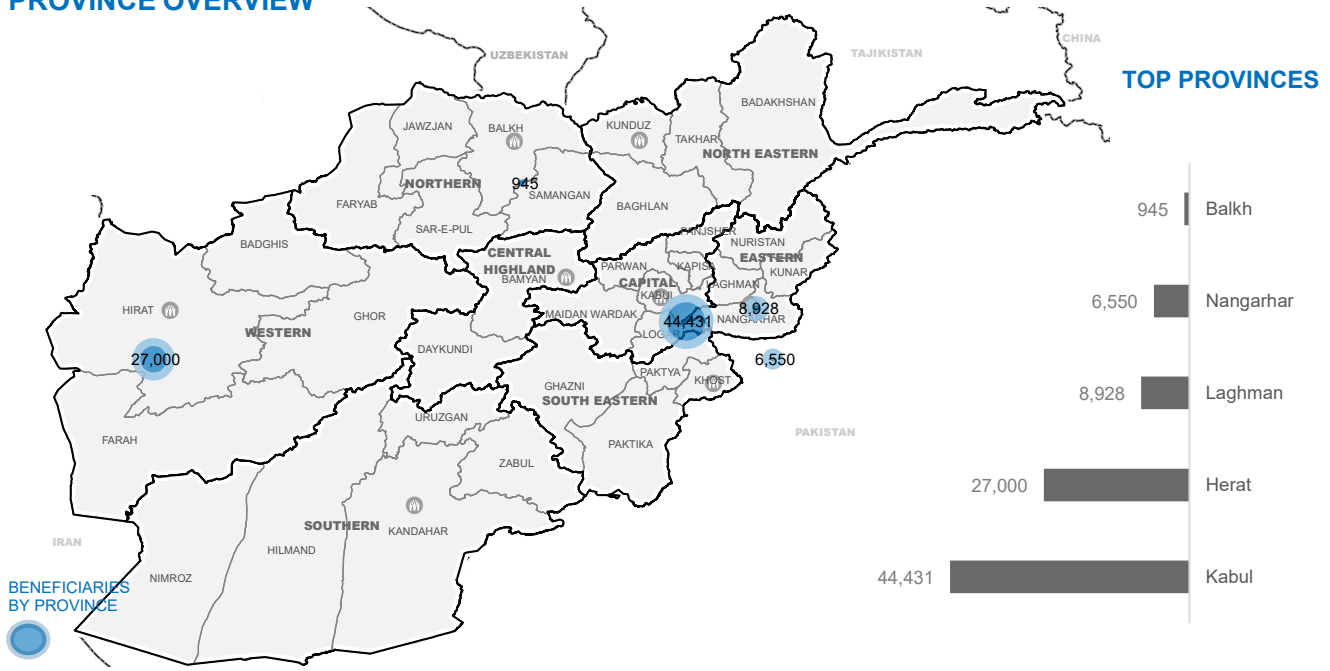 PROVINCE OVERVIEW
UZBEKISTAN
TAJIKISTAN
CHINA
TOP PROVINCES
BADAKHSHAN
JAWZJAN
BALKH
KUNDUZ
TAKHAR
NORTH EASTERN
NORTHERN
945
SAMANGAN
FARYAB
BAGHLAN
SAR-E-PUL
PANJSHER
BADGHIS
NURISTAN
CENTRAL
HIGHLAND
EASTERN
BAMYAN
PARWAN
KAPISA
KUNAR
CAPITAL
LAGHMAN
KABUL
HIRAT
GHOR
MAIDAN WARDAK
44,431
8,928
NANGARHAR
WESTERN
LOGAR
DAYKUNDI
27,000
6,550
PAKTYA
KHOST
GHAZNI
SOUTH EASTERN
URUZGAN
FARAH
PAKTIKA
PAKISTAN
ZABUL
SOUTHERN
KANDAHAR
IRAN
HILMAND
NIMROZ
BENEFICIARIES
BY PROVINCE
945 Balkh
6,550 Nangarhar
8,928 Laghman
27,000 Herat
44,431 Kabul